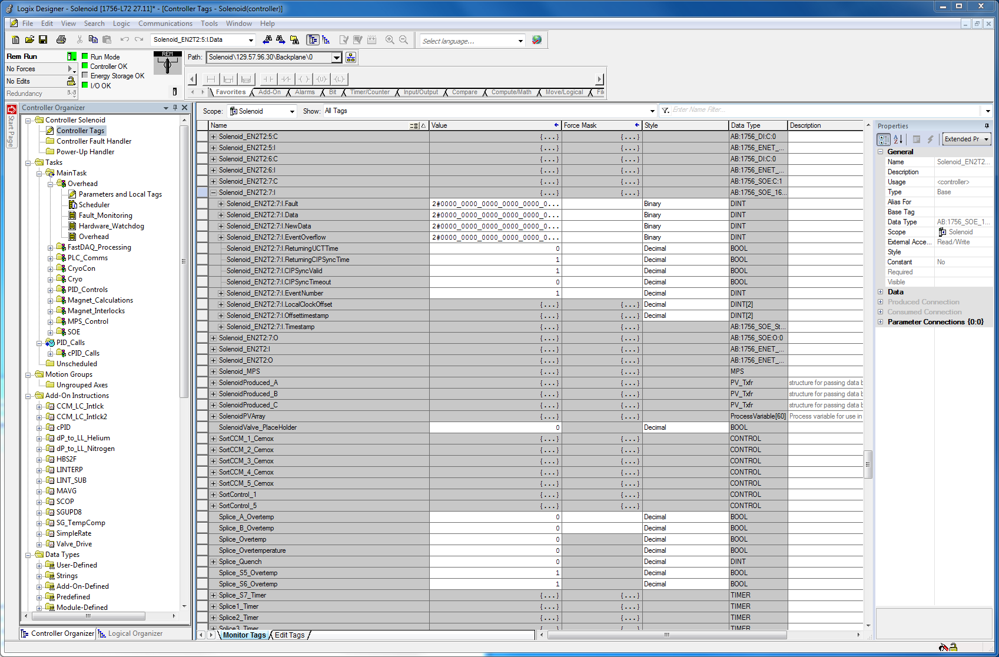 Logix Designer - Solenoid [1756-L72 27.11]* - [Controller Tags - Solenoid(controller)]
File Edit View Search Logic Communications Tools Window Help
Solenoid_EN2T2:5:I.Data
Select language...
Rem Run
No Forces
No Edits
Redundancy
Run Mode
Controller OK
Energy Storage OK
I/O OK
REM
Path: Solenoid\129.57.96.30\Backplane\0
Favorites Add-On Alarms Bit Timer/Counter Input/Output Compare Compute/Math Move/Logical
Start Page
Controller Organizer
Controller Solenoid
Controller Tags
Controller Fault Handler
Power-Up Handler
Tasks
MainTask
Overhead
Parameters and Local Tags
Scheduler
Fault_Monitoring
Hardware_Watchdog
Overhead
FastDAQ_Processing
PLC_Comms
CryoCon
Cryo
PID_Controls
Magnet_Calculations
Magnet_Interlocks
MPS_Control
SOE
PID_Calls
cPID_Calls
Unscheduled
Motion Groups
Ungrouped Axes
Add-On Instructions
CCM_LC_Intlck
CCM_LC_Intlck2
cPID
dP_to_LL_Helium
dP_to_LL_Nitrogen
HBS2F
LINTERP
LINT_SUB
MAVG
SCOP
SGUPD8
SG_TempComp
SimpleRate
Valve_Drive
Data Types
User-Defined
Strings
Add-On-Defined
Predefined
Module-Defined
Controller Organizer Logical Organizer
Scope: Solenoid Show: All Tags Enter Name Filter...
Name Value Force Mask Style Data Type Description
Solenoid_EN2T2:5:C {...} {...} AB:1756_DI:C:0
Solenoid_EN2T2:5:I {...} {...} AB:1756_ENET_...
Solenoid_EN2T2:6:C {...} {...} AB:1756_DI:C:0
Solenoid_EN2T2:6:I {...} {...} AB:1756_ENET_...
Solenoid_EN2T2:7:C {...} {...} AB:1756_SOE:C:1
Solenoid_EN2T2:7:I {...} {...} AB:1756_SOE_16...
Solenoid_EN2T2:7:I.Fault 2#0000_0000_0000_0000_0000_0... Binary DINT
Solenoid_EN2T2:7:I.Data 2#0000_0000_0000_0000_0000_0... Binary DINT
Solenoid_EN2T2:7:I.NewData 2#0000_0000_0000_0000_0000_0... Binary DINT
Solenoid_EN2T2:7:I.EventOverflow 2#0000_0000_0000_0000_0000_0... Binary DINT
Solenoid_EN2T2:7:I.ReturningUCTTime 0 Decimal BOOL
Solenoid_EN2T2:7:I.ReturningCIPSyncTime 1 Decimal BOOL
Solenoid_EN2T2:7:I.CIPSyncValid 1 Decimal BOOL
Solenoid_EN2T2:7:I.CIPSyncTimeout 0 Decimal BOOL
Solenoid_EN2T2:7:I.EventNumber 1 Decimal DINT
Solenoid_EN2T2:7:I.LocalClockOffset {...} {...} Decimal DINT[2]
Solenoid_EN2T2:7:I.Offsettimestamp {...} {...} Decimal DINT[2]
Solenoid_EN2T2:7:I.Timestamp {...} {...} AB:1756_SOE_St...
Solenoid_EN2T2:7:O {...} {...} AB:1756_SOE:O:0
Solenoid_EN2T2:I {...} {...} AB:1756_ENET_...
Solenoid_EN2T2:O {...} {...} AB:1756_ENET_...
Solenoid_MPS {...} {...} MPS
SolenoidProduced_A {...} {...} PV_Txfr structure for passing data b
SolenoidProduced_B {...} {...} PV_Txfr structure for passing data b
SolenoidProduced_C {...} {...} PV_Txfr structure for passing data b
SolenoidPVArray {...} {...} ProcessVariable[60] Process variable for use in
SolenoidValve_PlaceHolder 0 Decimal BOOL
SortCCM_1_Cernox {...} {...} CONTROL
SortCCM_2_Cernox {...} {...} CONTROL
SortCCM_3_Cernox {...} {...} CONTROL
SortCCM_4_Cernox {...} {...} CONTROL
SortCCM_5_Cernox {...} {...} CONTROL
SortControl_1 {...} {...} CONTROL
SortControl_5 {...} {...} CONTROL
Splice_A_Overtemp 0 Decimal BOOL
Splice_B_Overtemp 0 Decimal BOOL
Splice_Overtemp 0 Decimal BOOL
Splice_Overtemperature 0 Decimal BOOL
Splice_Quench 0 Decimal DINT
Splice_S5_Overtemp 1 Decimal BOOL
Splice_S6_Overtemp 1 Decimal BOOL
Splice_S7_Timer {...} {...} TIMER
Splice1_Timer {...} {...} TIMER
Splice2_Timer {...} {...} TIMER
Splice3_Timer {...} {...} TIMER
Monitor Tags Edit Tags
Properties
Extended Pr
General
Name Solenoid_EN2T2...
Description
Usage <controller>
Type Base
Alias For
Base Tag
Data Type AB:1756_SOE_1...
Scope Solenoid
External Acce... Read/Write
Style
Constant No
Required
Visible
Data
Produced Connection
Consumed Connection
Parameter Connections {0:0}